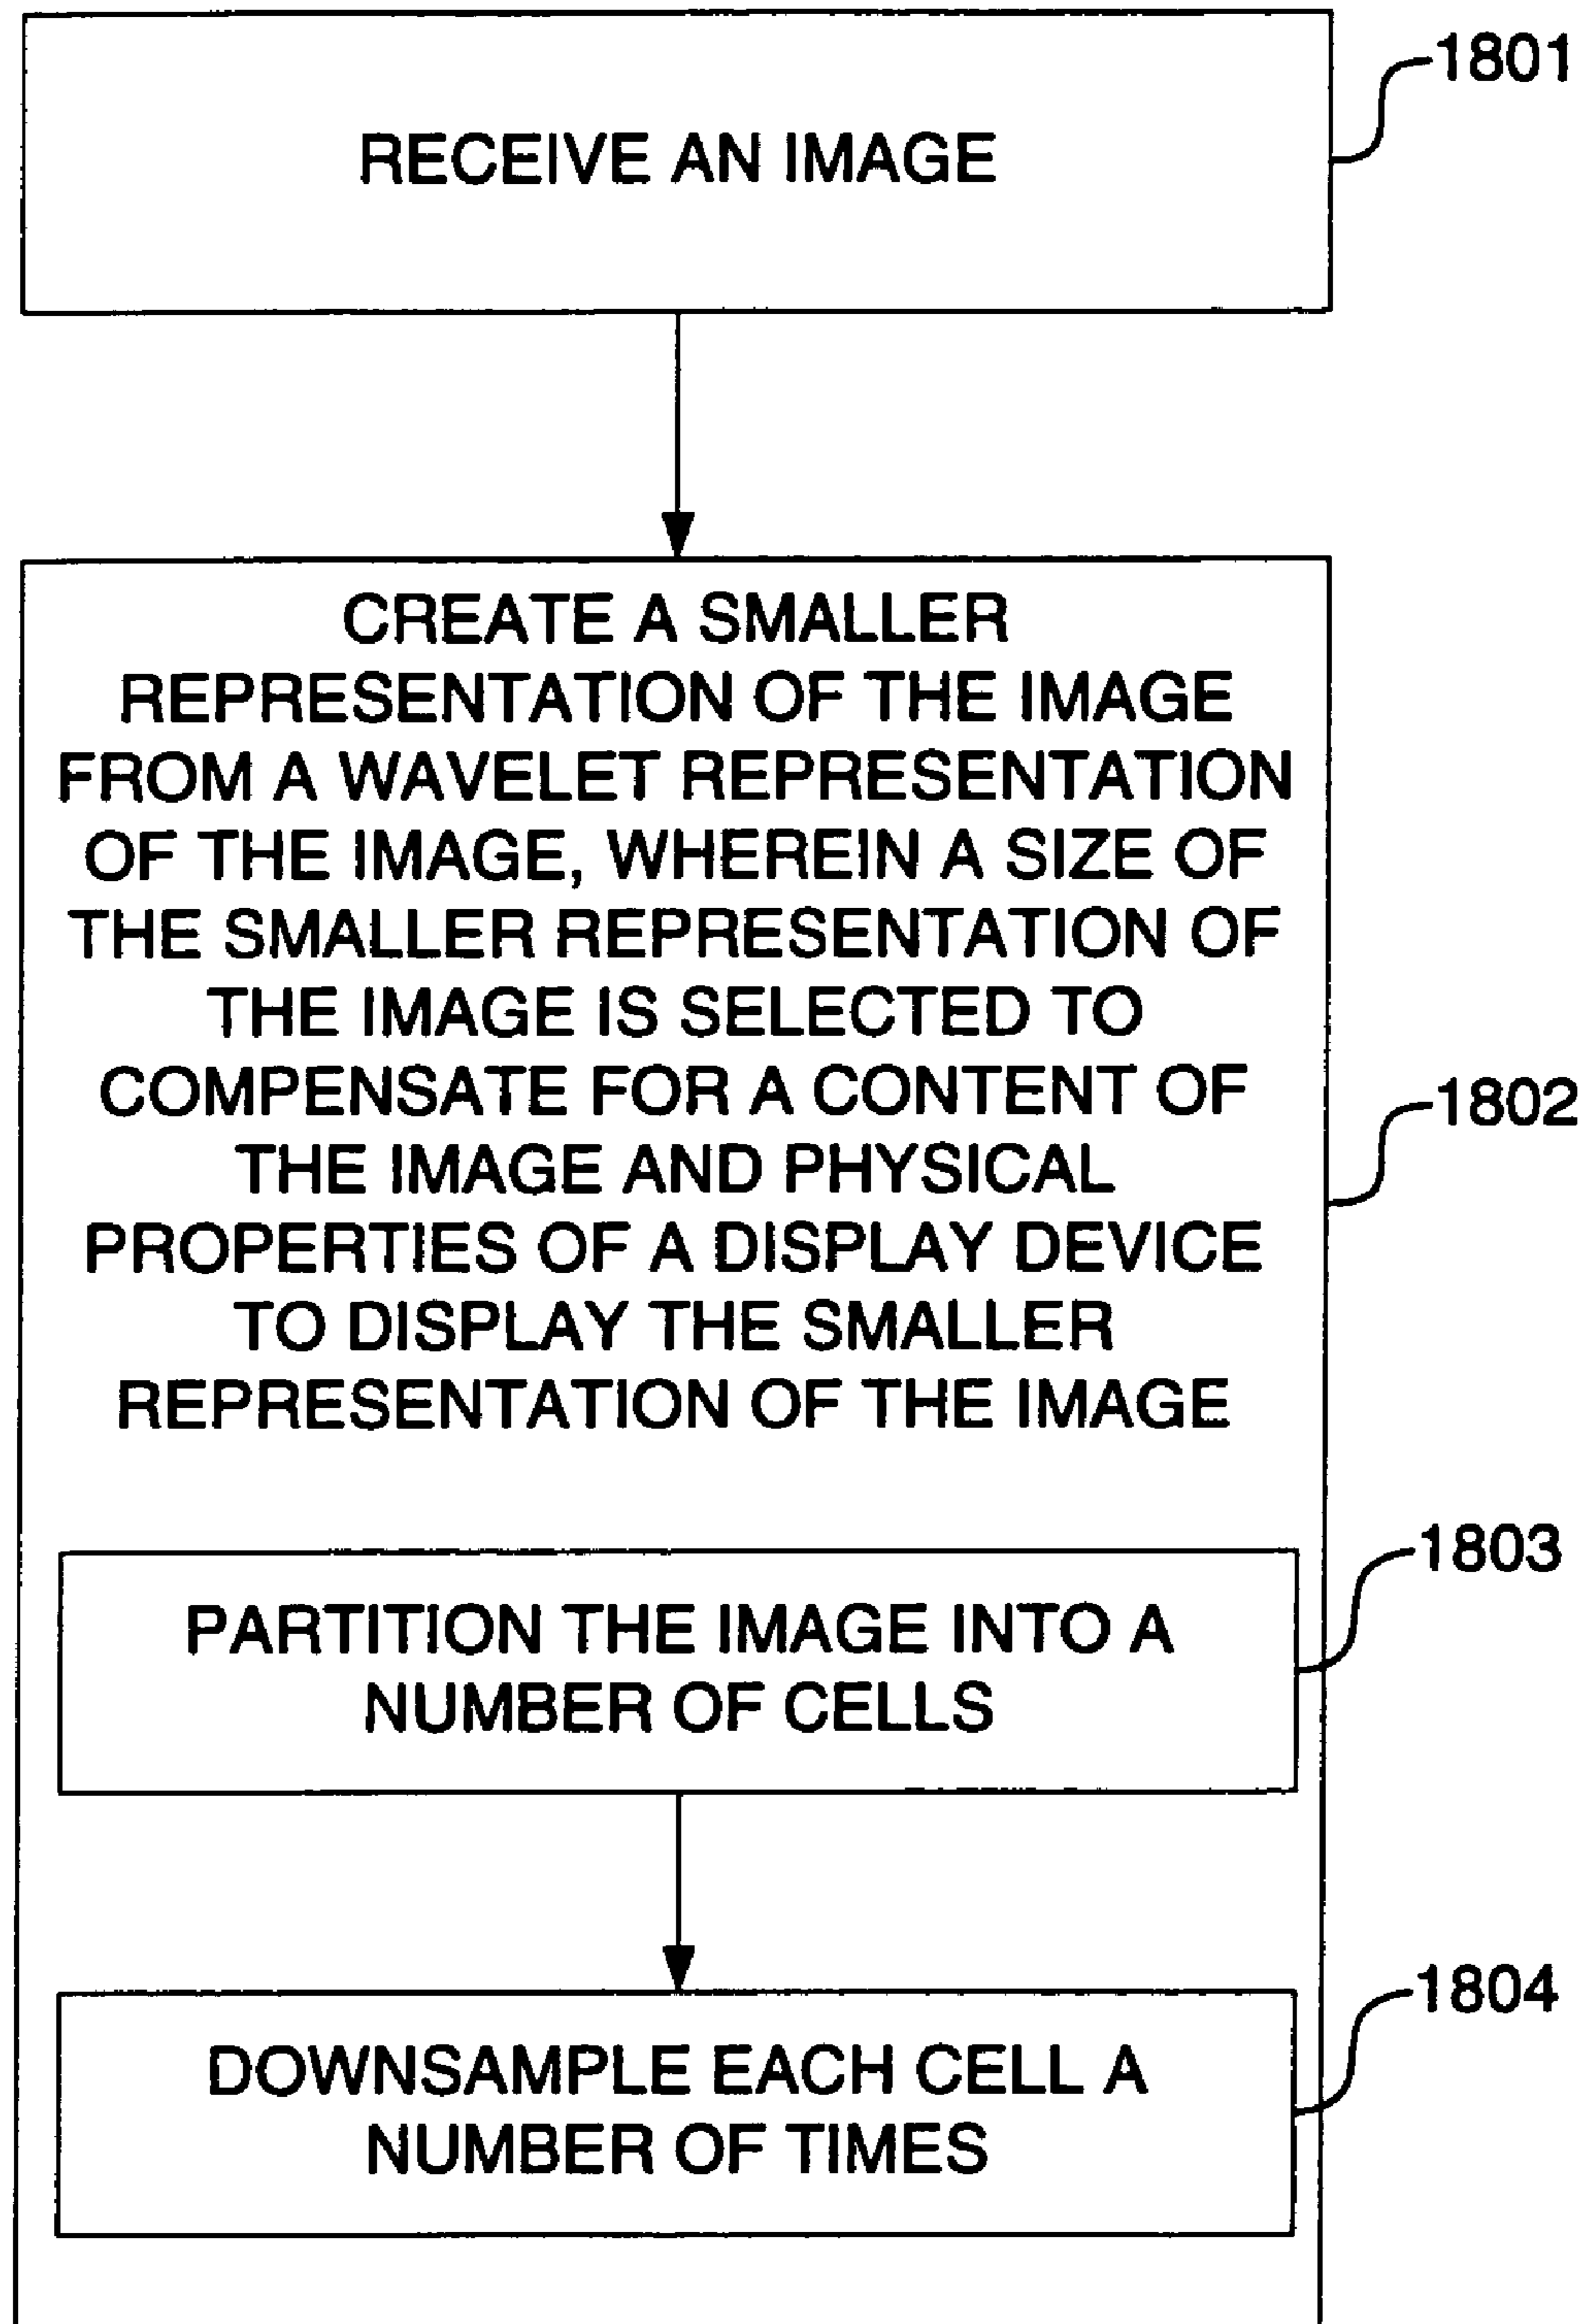 RECEIVE AN IMAGE
1801
CREATE A SMALLER
REPRESENTATION OF THE IMAGE
FROM A WAVELET REPRESENTATION
OF THE IMAGE, WHEREIN A SIZE OF
THE SMALLER REPRESENTATION OF
THE IMAGE IS SELECTED TO
COMPENSATE FOR A CONTENT OF
THE IMAGE AND PHYSICAL
PROPERTIES OF A DISPLAY DEVICE
TO DISPLAY THE SMALLER
REPRESENTATION OF THE IMAGE
1802
PARTITION THE IMAGE INTO A
NUMBER OF CELLS
1803
DOWNSAMPLE EACH CELL A
NUMBER OF TIMES
1804